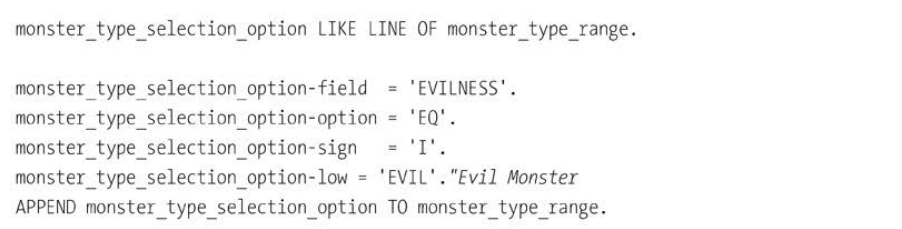 monster_type_selection_option LIKE LINE OF monster_type_range.
monster_type_selection_option-field  = 'EVILNESS'.
monster_type_selection_option-option = 'EQ'.
monster_type_selection_option-sign   = 'I'.
monster_type_selection_option-low = 'EVIL'."Evil Monster
APPEND monster_type_selection_option TO monster_type_range.